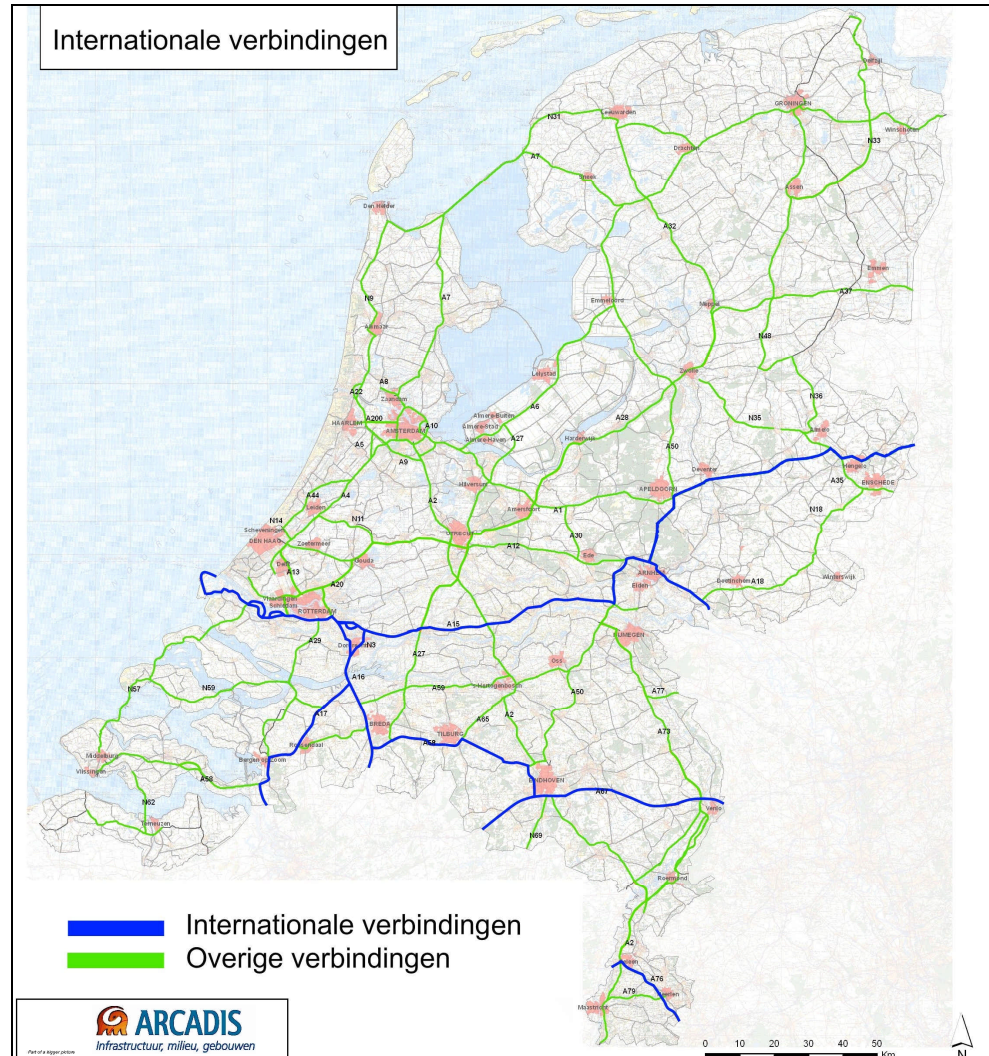 Internationale verbindingen
Delfzijl
GRONINGEN
Leeuwarden
N31
Winschoten
N33
Drachten
A7
Sneek
Assen
Den Helder
A32
Emmen
Emmeloord
A7
Meppel
A37
N9
Alkmaar
N48
Zwolle
Lelystad
A8
A22
Zaandam
N36
A6
Almere-Buiten
A28
HAARLEM
A200
AMSTERDAM
A10
Almere-Stad
N35
Almelo
A27
Almere-Haven
Harderwijk
A5
A50
A9
Deventer
Hengelo
A35
ENSCHEDE
Hilversum
APELDOORN
A44
A4
A2
Leiden
Amersfoort
A1
N18
N14
N11
Scheveningen
UTRECHT
A30
DEN HAAG
Zoetermeer
A12
Ede
Gouda
Delft
A13
ARNHEM
Elden
A20
Doetinchem
A18
Winterswijk
Vlaardingen
Schiedam
ROTTERDAM
A15
NIJMEGEN
A29
N3
A27
Oss
A16
N57
N59
A59
's-Hertogenbosch
A50
A77
A17
A65
A2
BREDA
TILBURG
A73
A58
Roosendaal
Middelburg
Bergen op Zoom
Vlissingen
A58
EINDHOVEN
A67
N62
Venlo
Terneuzen
N69
Roermond
Internationale verbindingen
Overige verbindingen
A2
Geleen
A76
A79
Heerlen
Maastricht
ARCADIS
Infrastructuur, milieu, gebouwen
Part of a bigger picture
0 10 20 30 40 50
Km
N